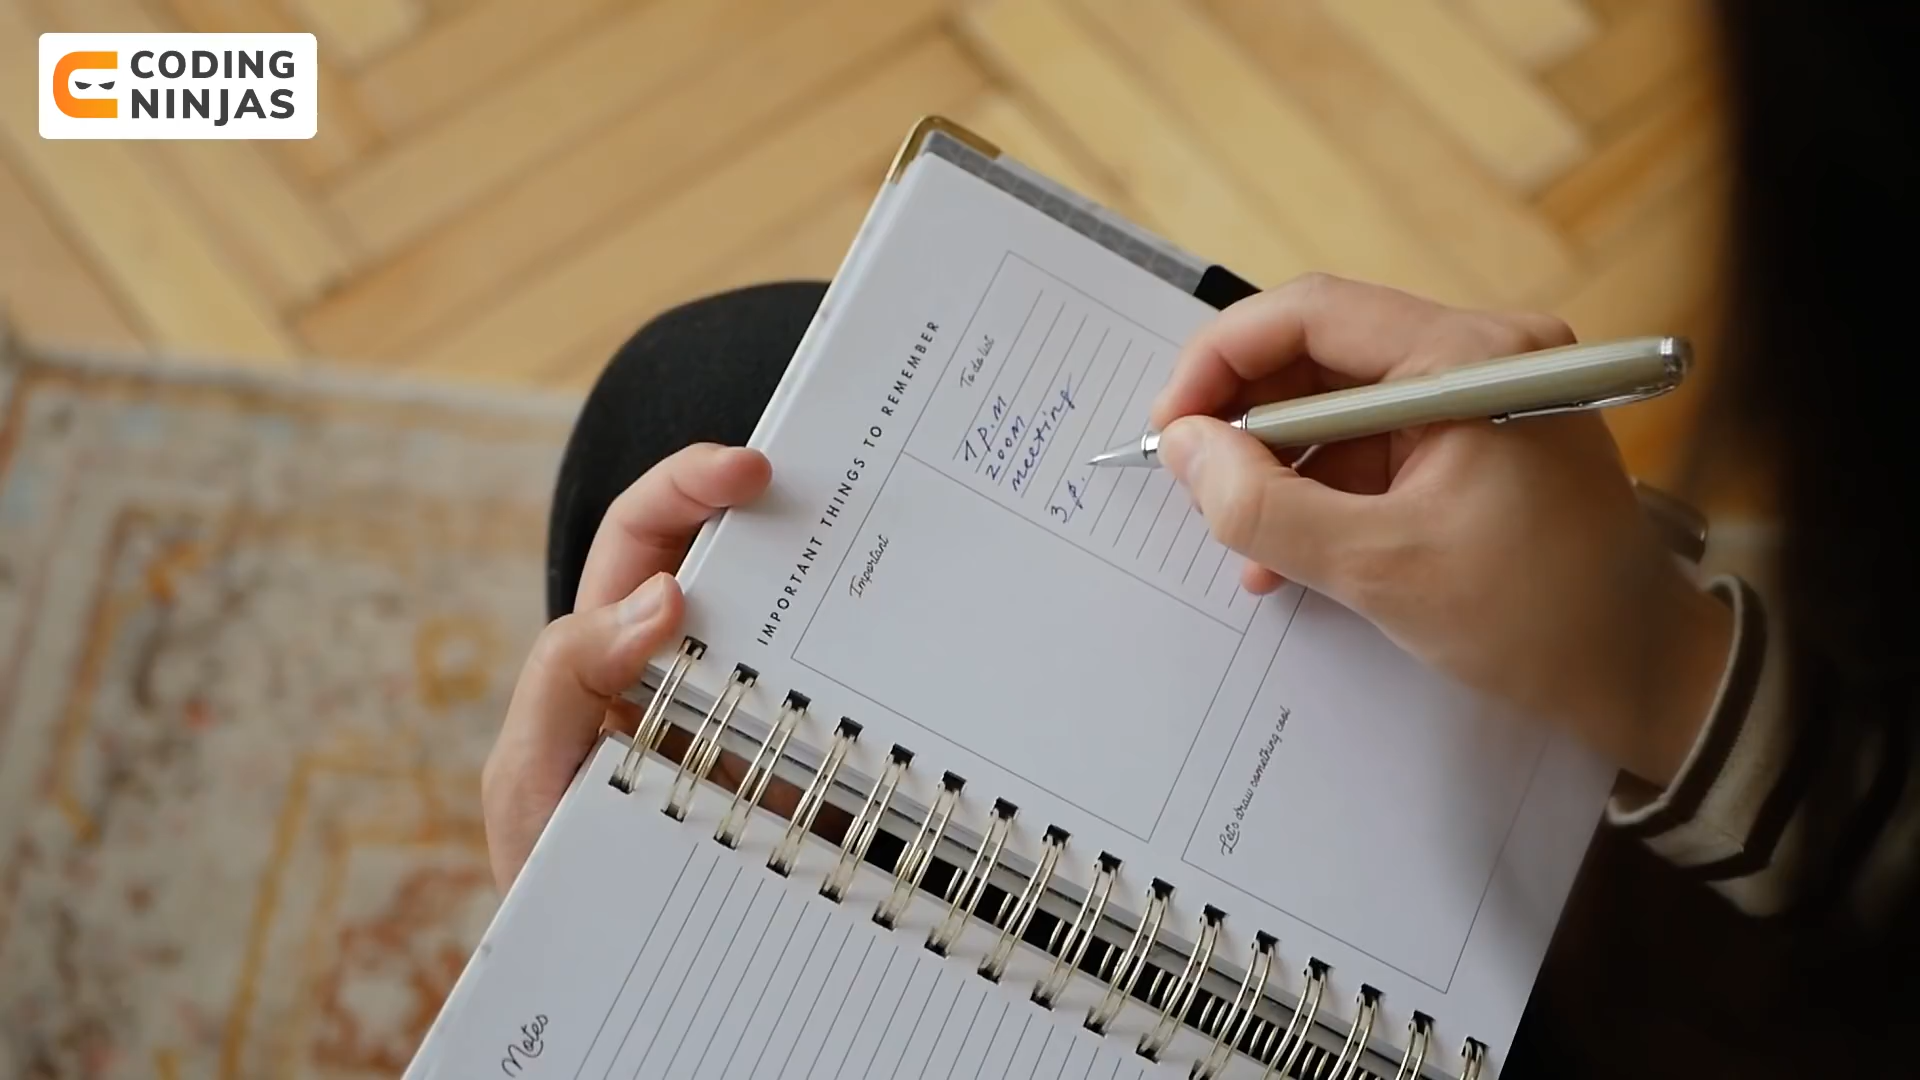 CODING
NINJAS
IMPORTANT THINGS TO REMEMBER
To do list
1 P.M
ZOOM
meeting
3 p.
Important
Let's draw something cool
Notes